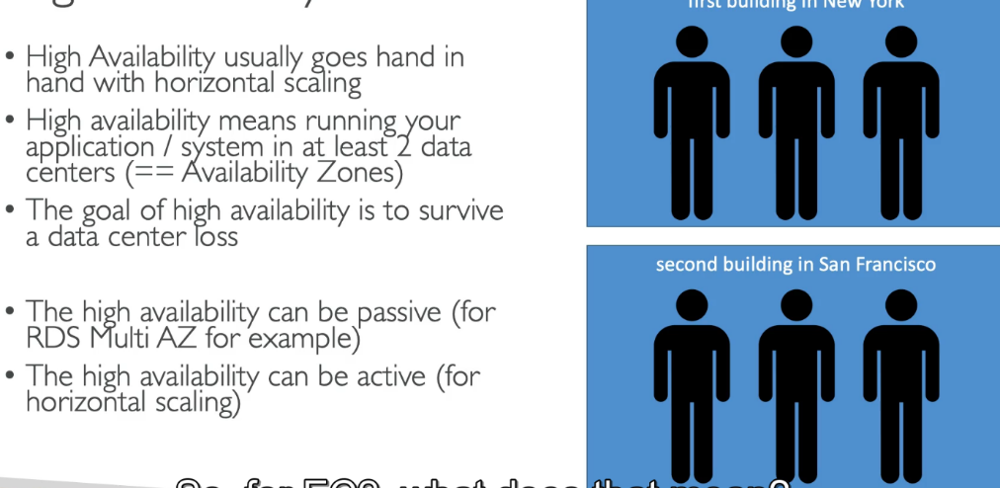 • High Availability usually goes hand in
hand with horizontal scaling
• High availability means running your
application / system in at least 2 data
centers (== Availability Zones)
• The goal of high availability is to survive
a data center loss
• The high availability can be passive (for
RDS Multi AZ for example)
• The high availability can be active (for
horizontal scaling)
first building in New York
second building in San Francisco
So, for EC2, what does that mean?